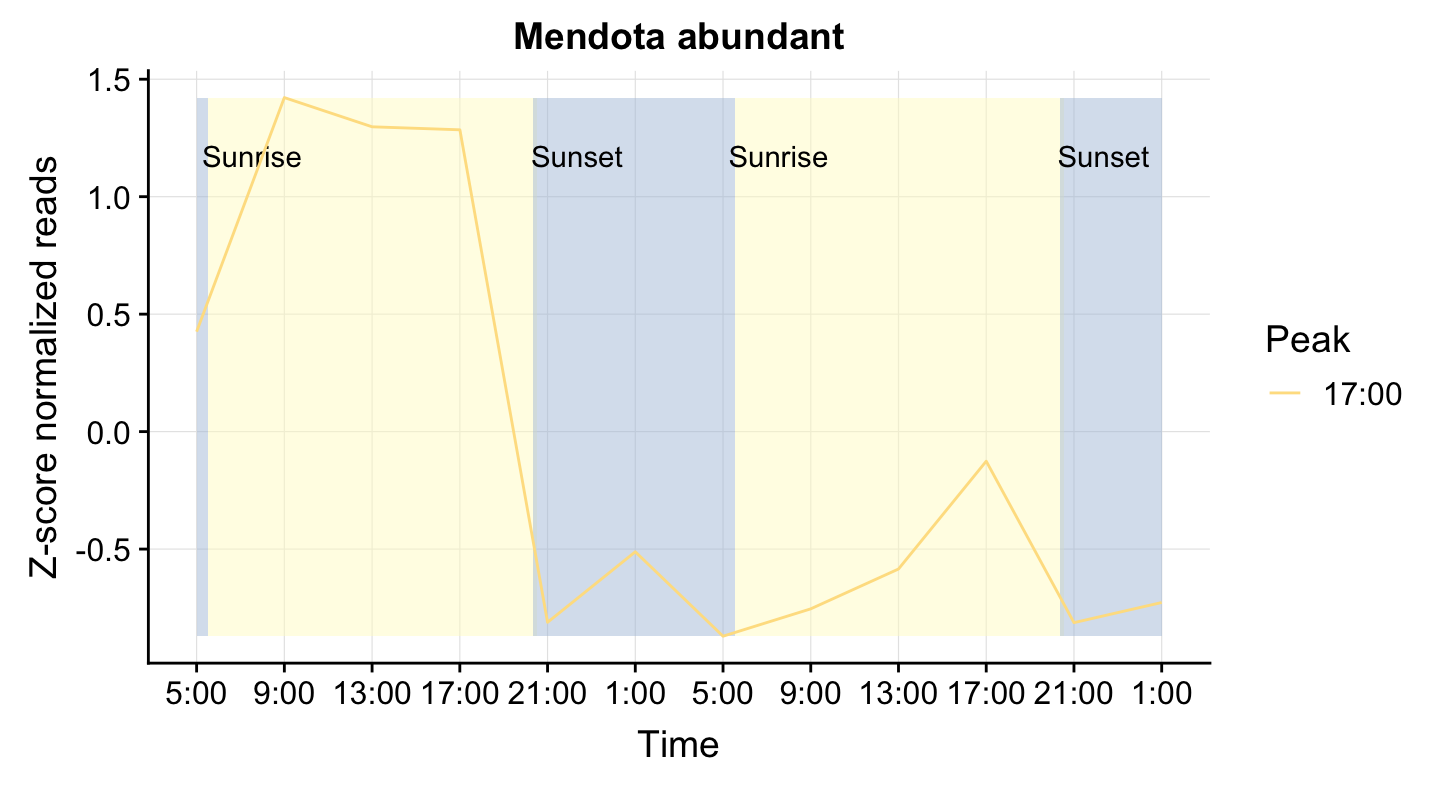 Mendota abundant
Z-score normalized reads
1.5
1.0
0.5
0.0
-0.5
Sunrise Sunset Sunrise Sunset
5:00 9:00 13:00 17:00 21:00 1:00 5:00 9:00 13:00 17:00 21:00 1:00
Time
Peak
17:00